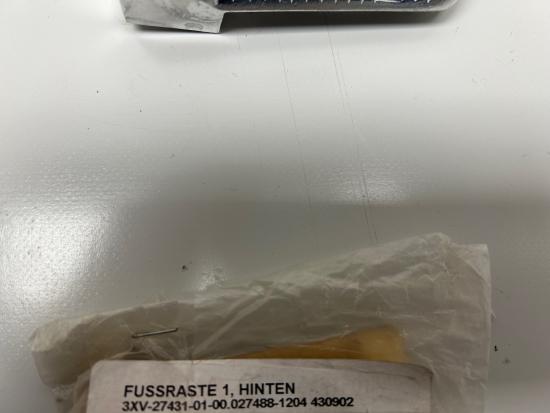 FUSSRASTE 1, HINTEN
3XV-27431-01-00.027488-1204 430902